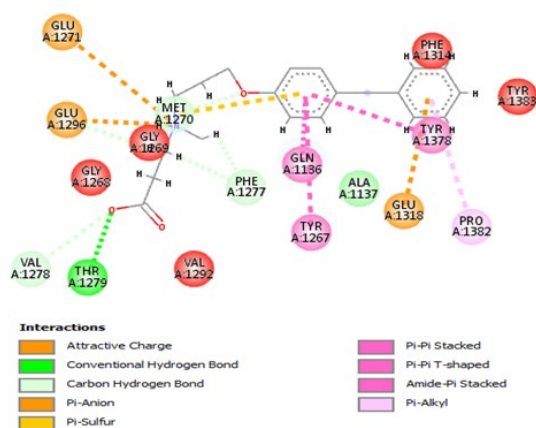 GLU
A:1271
PHE
A:1314
TYR
A:1383
MET
A:1270
GLU
A:1296
GLY
A:1269
TYR
A:1378
GLN
A:1136
GLY
A:1268
PHE
A:1277
ALA
A:1137
GLU
A:1318
PRO
A:1382
TYR
A:1267
VAL
A:1278
THR
A:1279
VAL
A:1292
H
H
H
H
H
H
H
H
H
H
H
H
H
H
O
O
O
Interactions
Attractive Charge
Conventional Hydrogen Bond
Carbon Hydrogen Bond
Pi-Anion
Pi-Sulfur
Pi-Pi Stacked
Pi-Pi T-shaped
Amide-Pi Stacked
Pi-Alkyl